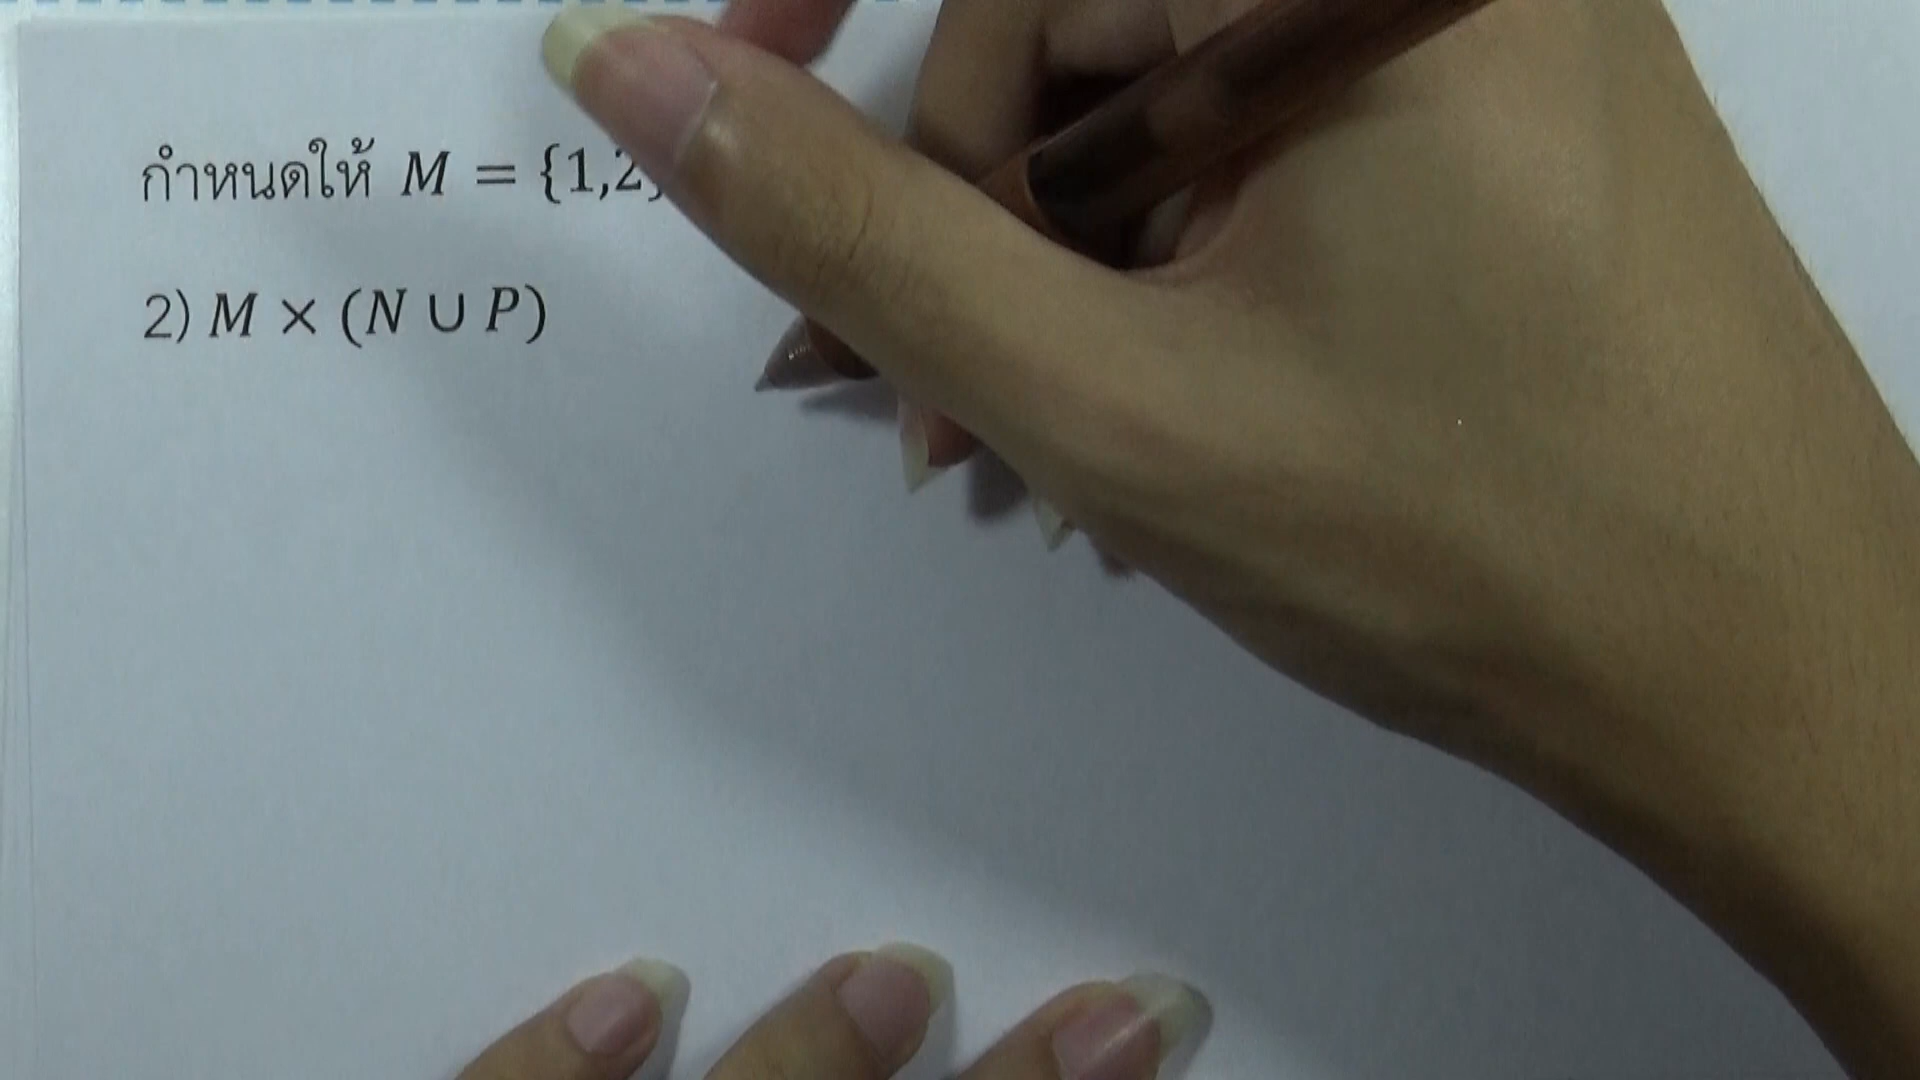 กำหนดให้ M = {1,2
2) M × (N ∪ P)